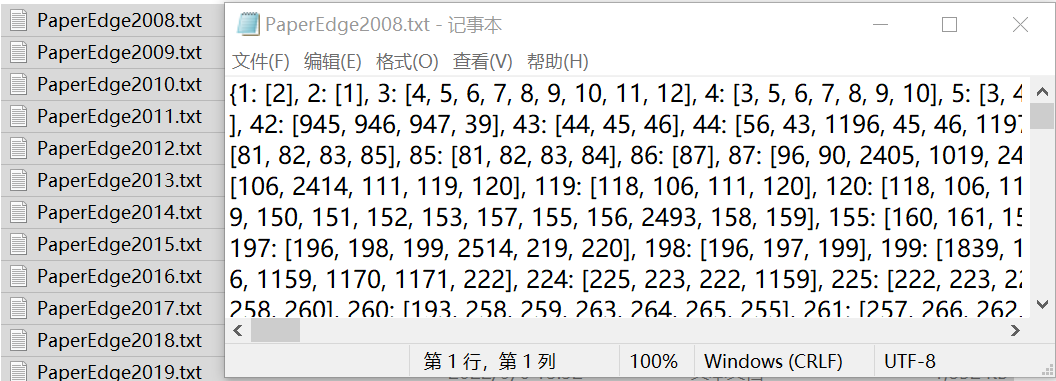 PaperEdge2008.txt
PaperEdge2009.txt
PaperEdge2010.txt
PaperEdge2011.txt
PaperEdge2012.txt
PaperEdge2013.txt
PaperEdge2014.txt
PaperEdge2015.txt
PaperEdge2016.txt
PaperEdge2017.txt
PaperEdge2018.txt
PaperEdge2019.txt
PaperEdge2008.txt - 记事本
文件(F) 编辑(E) 格式(O) 查看(V) 帮助(H)
{1: [2], 2: [1], 3: [4, 5, 6, 7, 8, 9, 10, 11, 12], 4: [3, 5, 6, 7, 8, 9, 10], 5: [3, 4
], 42: [945, 946, 947, 39], 43: [44, 45, 46], 44: [56, 43, 1196, 45, 46, 1197
[81, 82, 83, 85], 85: [81, 82, 83, 84], 86: [87], 87: [96, 90, 2405, 1019, 24
[106, 2414, 111, 119, 120], 119: [118, 106, 111, 120], 120: [118, 106, 11
9, 150, 151, 152, 153, 157, 155, 156, 2493, 158, 159], 155: [160, 161, 15
197: [196, 198, 199, 2514, 219, 220], 198: [196, 197, 199], 199: [1839, 1
6, 1159, 1170, 1171, 222], 224: [225, 223, 222, 1159], 225: [222, 223, 22
258, 260], 260: [193, 258, 259, 263, 264, 265, 255], 261: [257, 266, 262,
第 1 行，第 1 列 100% Windows (CRLF) UTF-8